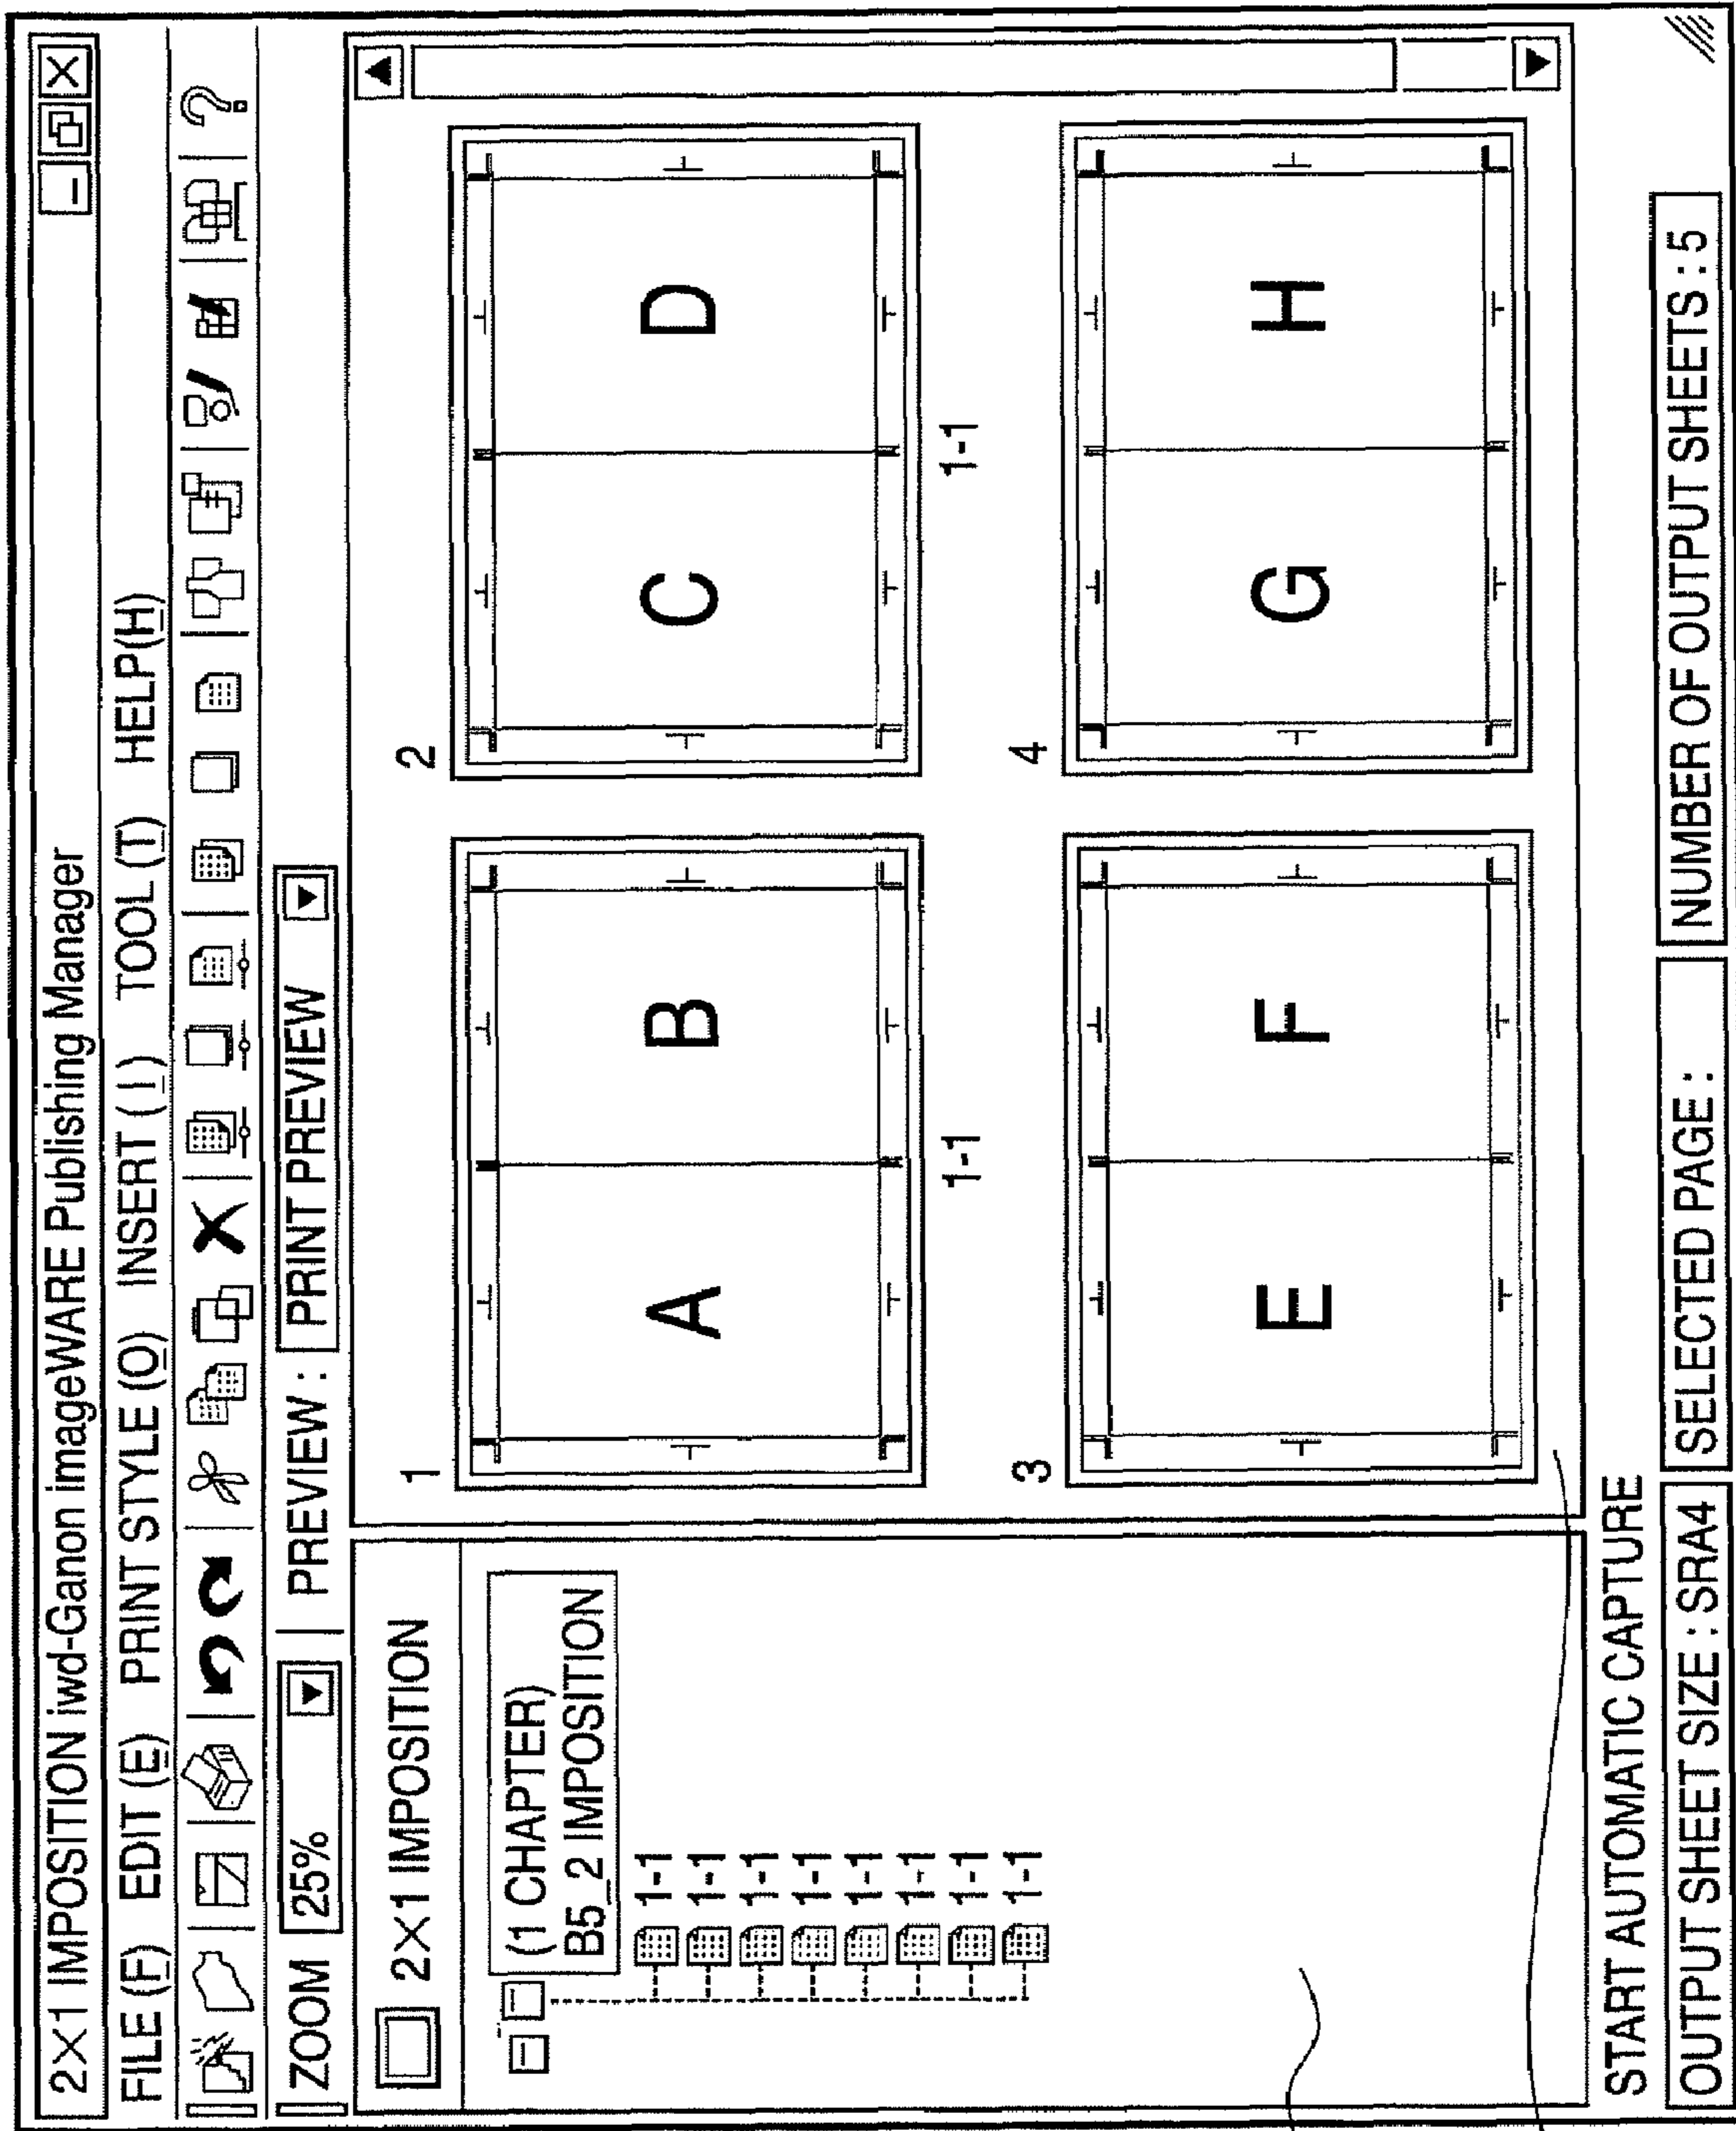 2×1 IMPOSITION iwd-Ganon imageWARE Publishing Manager
FILE (F) EDIT (E) PRINT STYLE (O) INSERT (I) TOOL (T) HELP(H)
ZOOM 25% PREVIEW : PRINT PREVIEW
2×1 IMPOSITION
(1 CHAPTER)
B5_2 IMPOSITION
1-1
1-1
1-1
1-1
1-1
1-1
1-1
1-1
1 2
A B C D
1-1 1-1
3 4
E F G H
START AUTOMATIC CAPTURE
OUTPUT SHEET SIZE : SRA4 SELECTED PAGE : NUMBER OF OUTPUT SHEETS : 5